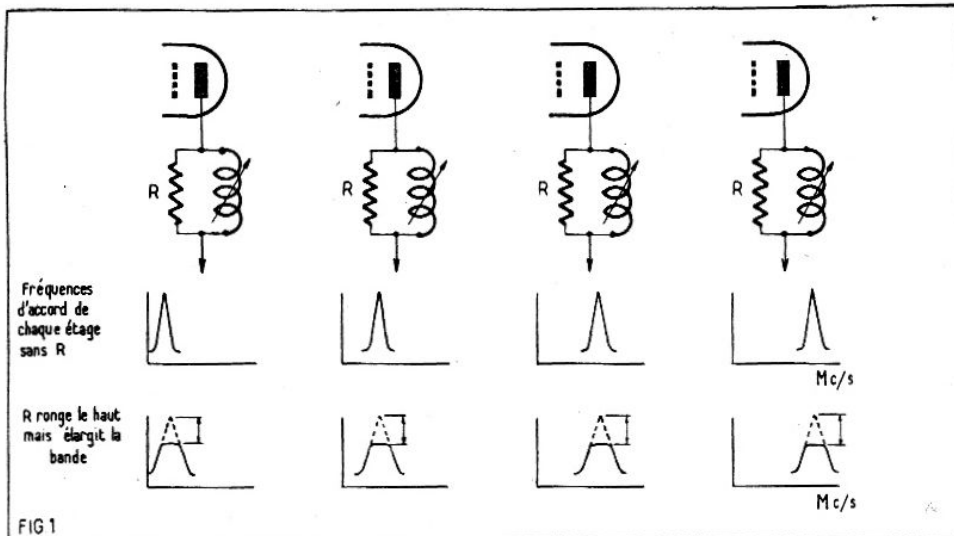 R
R
R
R
Fréquences
d'accord de
chaque étage
sans R
Mc/s
R ronge le haut
mais élargit la
bande
Mc/s
FIG 1